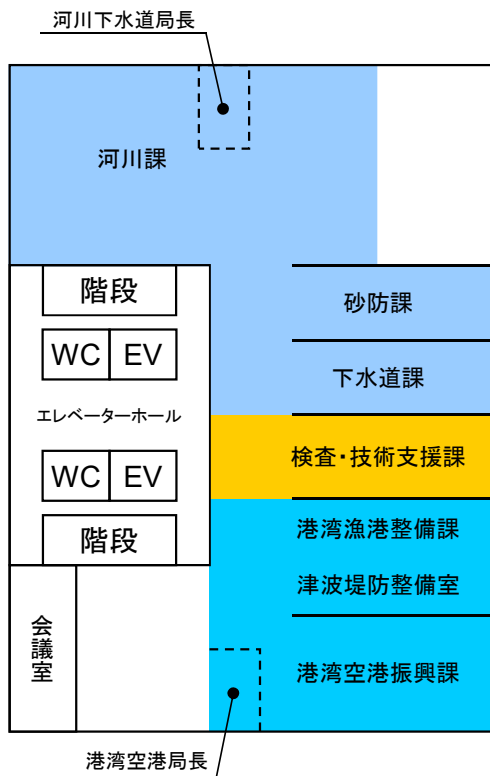 河川下水道局長
河川課
階段
WC EV
エレベーターホール
WC EV
階段
会議室
砂防課
下水道課
検査・技術支援課
港湾漁港整備課
津波堤防整備室
港湾空港振興課
港湾空港局長